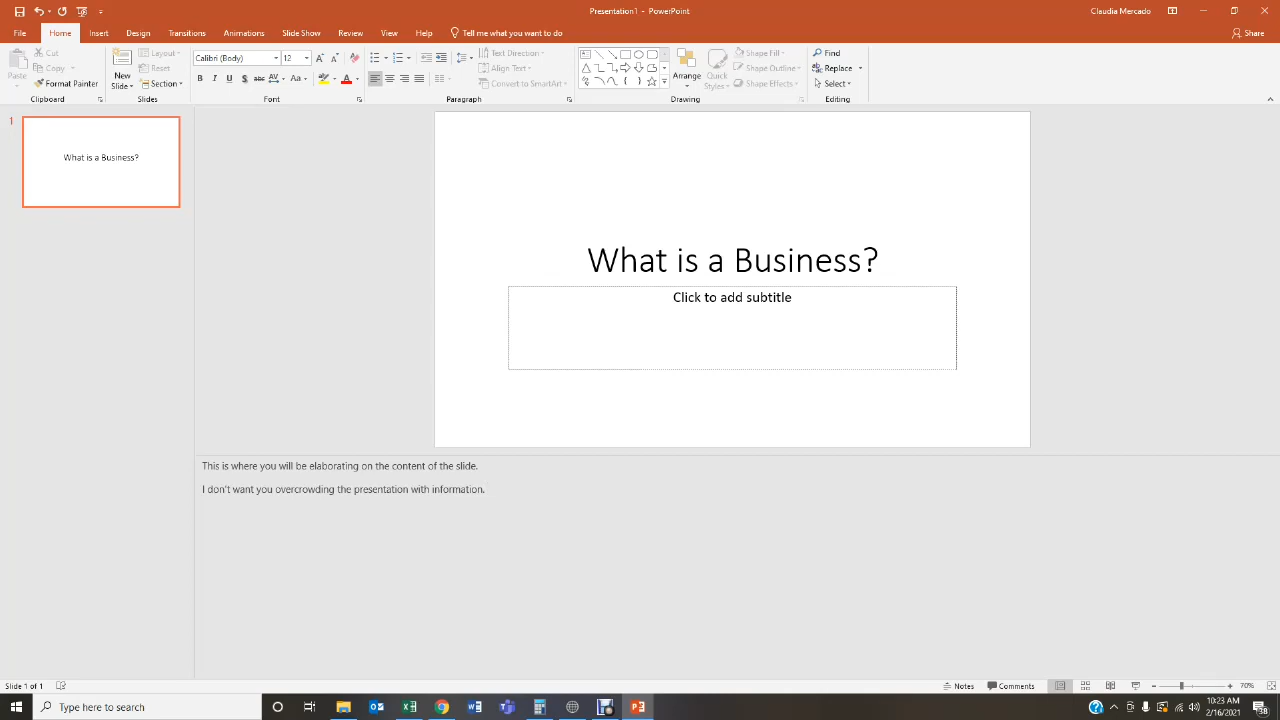 Presentation1 - PowerPoint
Claudia Mercado
File Home Insert Design Transitions Animations Slide Show Review View Help Tell me what you want to do
Share
Paste
Cut
Copy
Format Painter
Clipboard
New
Slide
Layout
Reset
Section
Slides
Calibri (Body) 12
B I U S abc AV Aa A
Font
Text Direction
Align Text
Convert to SmartArt
Paragraph
Arrange
Quick
Styles
Shape Fill
Shape Outline
Shape Effects
Drawing
Find
Replace
Select
Editing
1
What is a Business?
What is a Business?
Click to add subtitle
This is where you will be elaborating on the content of the slide.
I don't want you overcrowding the presentation with information.
Slide 1 of 1
Notes
Comments
70%
Type here to search
10:23 AM
2/16/2021
38